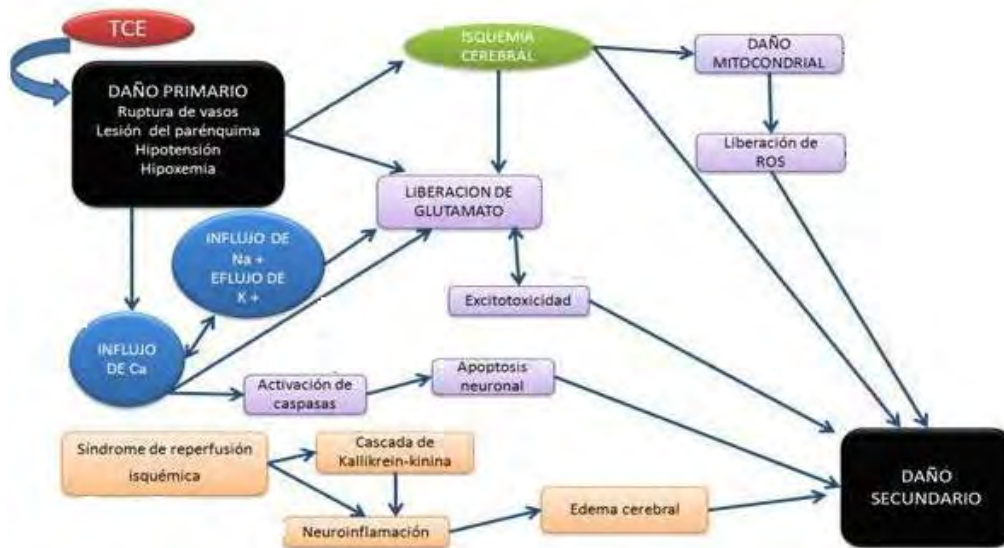 TCE
DAÑO PRIMARIO
Ruptura de vasos
Lesión del parénquima
Hipotensión
Hipoxemia
ISQUEMIA
CEREBRAL
DAÑO
MITOCONDRIAL
Liberación de
ROS
LIBERACION DE
GLUTAMATO
INFLUJO DE
Na +
EFLUJO DE
K +
Excitotoxicidad
INFLUJO
DE Ca
Activación de
caspasas
Apoptosis
neuronal
Síndrome de reperfusión
isquémica
Cascada de
Kallikrein-kinina
Neuroinflamación
Edema cerebral
DAÑO
SECUNDARIO